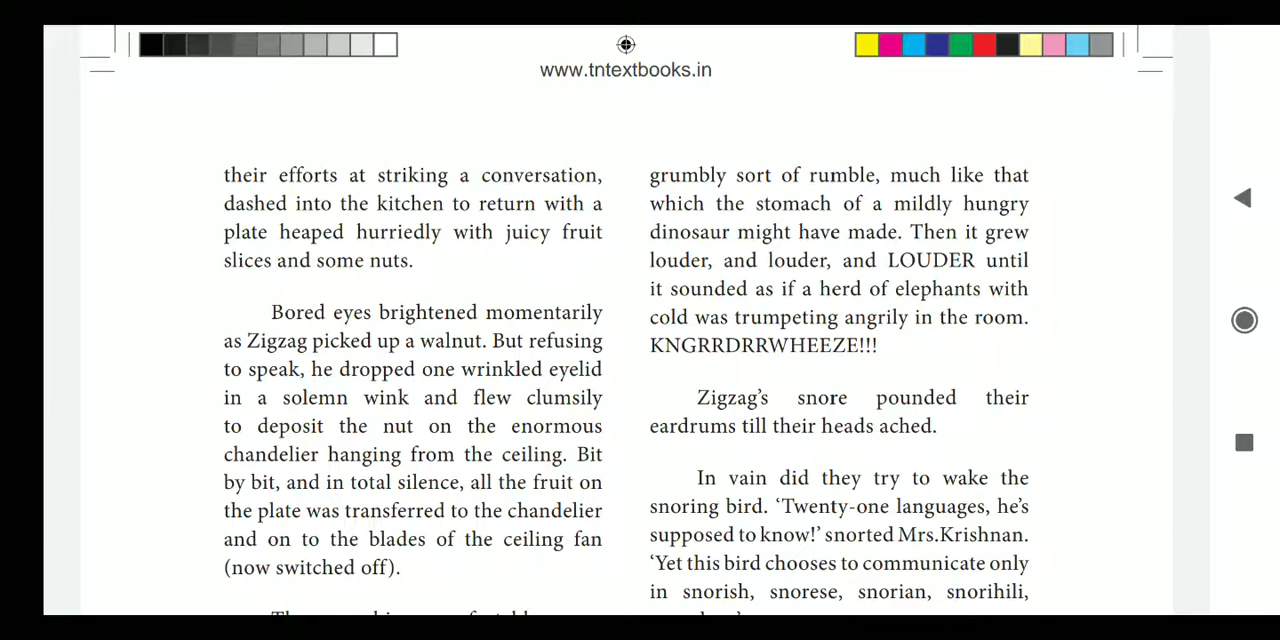 www.tntextbooks.in
their efforts at striking a conversation,
dashed into the kitchen to return with a
plate heaped hurriedly with juicy fruit
slices and some nuts.
Bored eyes brightened momentarily
as Zigzag picked up a walnut. But refusing
to speak, he dropped one wrinkled eyelid
in a solemn wink and flew clumsily
to deposit the nut on the enormous
chandelier hanging from the ceiling. Bit
by bit, and in total silence, all the fruit on
the plate was transferred to the chandelier
and on to the blades of the ceiling fan
(now switched off).
grumbly sort of rumble, much like that
which the stomach of a mildly hungry
dinosaur might have made. Then it grew
louder, and louder, and LOUDER until
it sounded as if a herd of elephants with
cold was trumpeting angrily in the room.
KNGRRDRRWHEEZE!!!
Zigzag’s snore pounded their
eardrums till their heads ached.
In vain did they try to wake the
snoring bird. ‘Twenty-one languages, he’s
supposed to know!’ snorted Mrs.Krishnan.
‘Yet this bird chooses to communicate only
in snorish, snorese, snorian, snorihili,